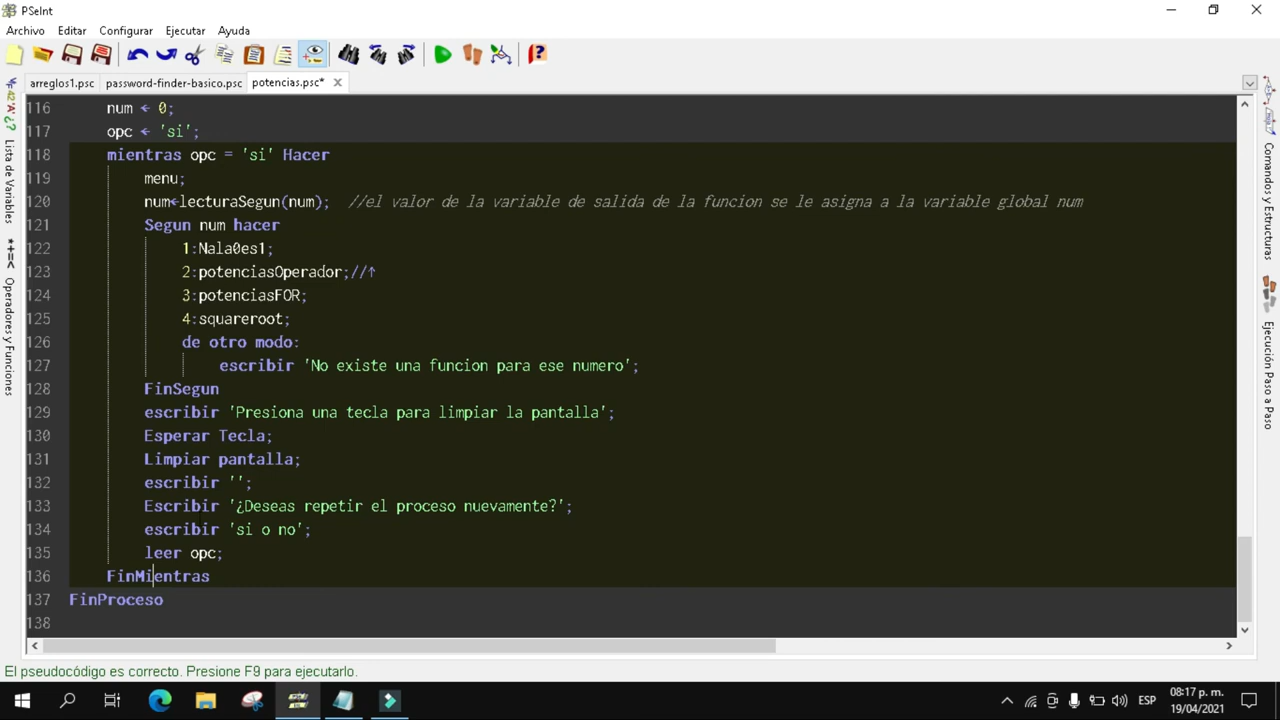 PSeInt
Archivo Editar Configurar Ejecutar Ayuda
arreglos1.psc password-finder-basico.psc potencias.psc*
116 num ← 0;
117 opc ← 'si';
118 mientras opc = 'si' Hacer
119 menu;
120 num←lecturaSegun(num); //el valor de la variable de salida de la funcion se le asigna a la variable global num
121 Segun num hacer
122 1:Nala0es1;
123 2:potenciasOperador;//↑
124 3:potenciasFOR;
125 4:squareroot;
126 de otro modo:
127 escribir 'No existe una funcion para ese numero';
128 FinSegun
129 escribir 'Presiona una tecla para limpiar la pantalla';
130 Esperar Tecla;
131 Limpiar pantalla;
132 escribir '';
133 Escribir '¿Deseas repetir el proceso nuevamente?';
134 escribir 'si o no';
135 leer opc;
136 FinMientras
137 FinProceso
138
Lista de Variables
Operadores y Funciones
Comandos y Estructuras
Ejecución Paso a Paso
El pseudocódigo es correcto. Presione F9 para ejecutarlo.
ESP
08:17 p. m.
19/04/2021